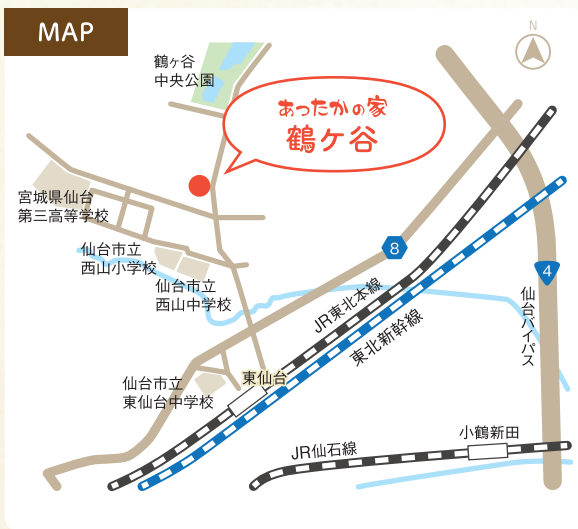 MAP
N
鶴ヶ谷
中央公園
あったかの家
鶴ケ谷
宮城県仙台
第三高等学校
仙台市立
西山小学校
仙台市立
西山中学校
8
4
JR東北本線
東北新幹線
仙台バイパス
東仙台
仙台市立
東仙台中学校
小鶴新田
JR仙石線